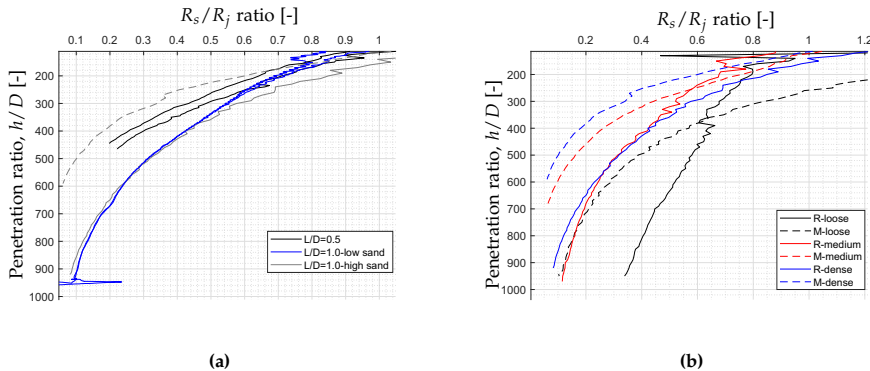 R_s/R_j ratio [-]
0.1 0.2 0.3 0.4 0.5 0.6 0.7 0.8 0.9 1
Penetration ratio, h/D [-]
200
300
400
500
600
700
800
900
1000
L/D=0.5
L/D=1.0-low sand
L/D=1.0-high sand
(a)
R_s/R_j ratio [-]
0.2 0.4 0.6 0.8 1 1.2
Penetration ratio, h/D [-]
200
300
400
500
600
700
800
900
1000
R-loose
M-loose
R-medium
M-medium
R-dense
M-dense
(b)